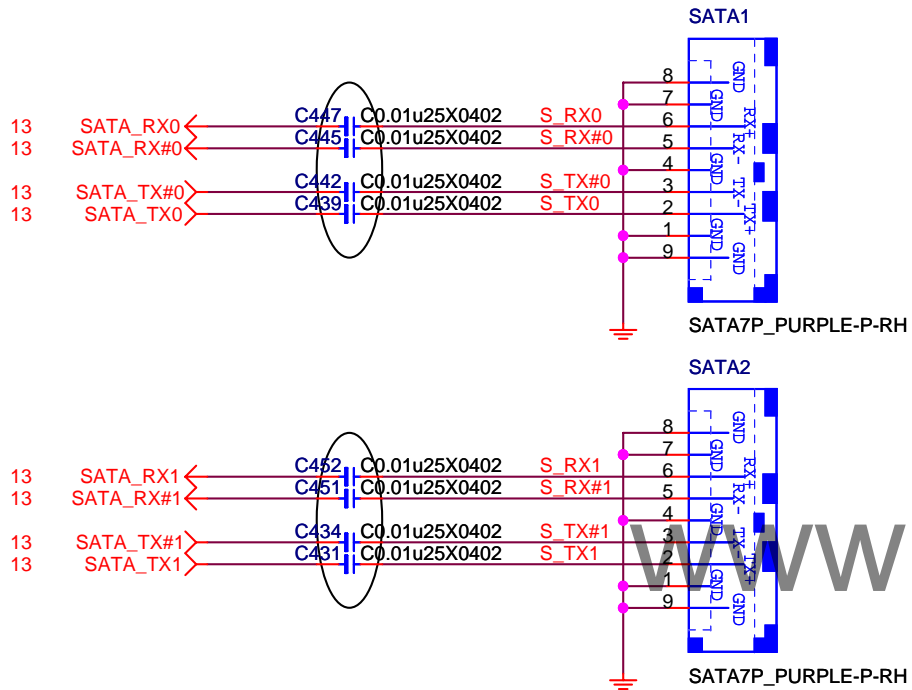 SATA1
8 GND
7 GND
13 SATA_RX0 C447 C0.01u25X0402 S_RX0 6 RX+
13 SATA_RX#0 C445 C0.01u25X0402 S_RX#0 5 RX-
4 GND
13 SATA_TX#0 C442 C0.01u25X0402 S_TX#0 3 TX-
13 SATA_TX0 C439 C0.01u25X0402 S_TX0 2 TX+
1 GND
9 GND
SATA7P_PURPLE-P-RH
SATA2
8 GND
7 GND
13 SATA_RX1 C452 C0.01u25X0402 S_RX1 6 RX+
13 SATA_RX#1 C451 C0.01u25X0402 S_RX#1 5 RX-
4 GND
13 SATA_TX#1 C434 C0.01u25X0402 S_TX#1 3 TX-
13 SATA_TX1 C431 C0.01u25X0402 S_TX1 2 TX+
1 GND
9 GND
www
SATA7P_PURPLE-P-RH